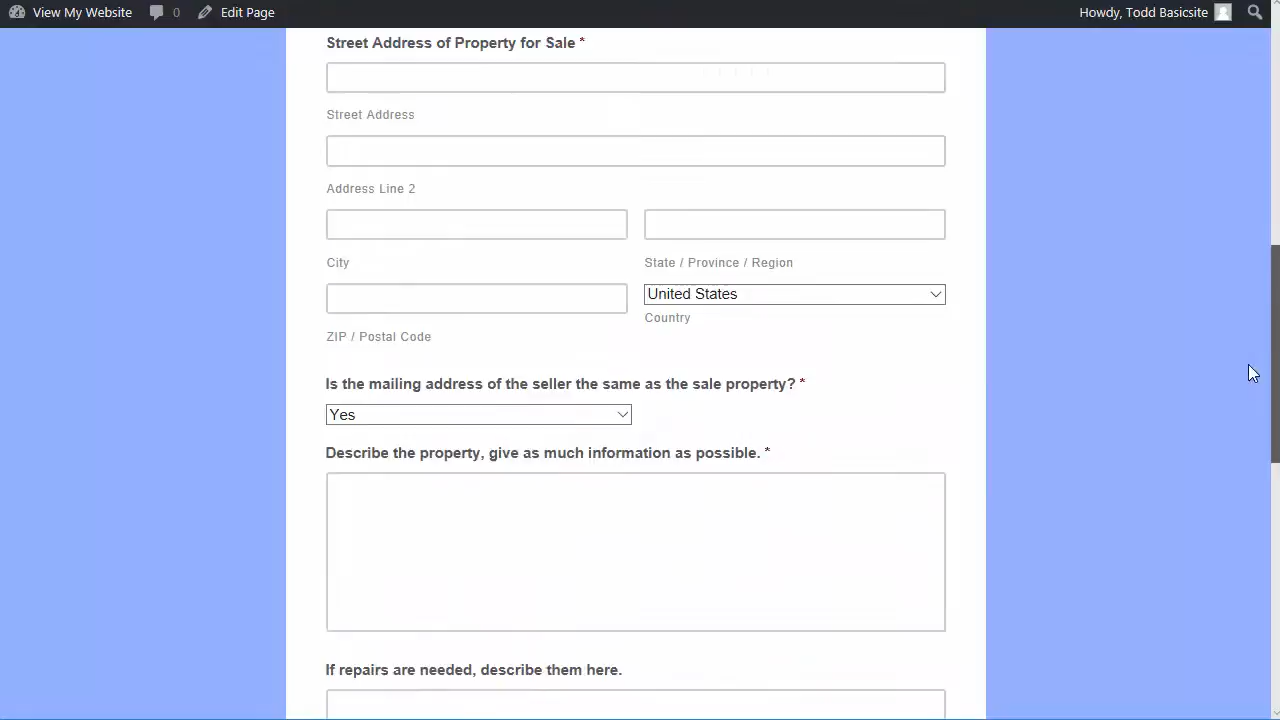 View My Website 0 Edit Page Howdy, Todd Basicsite
Street Address of Property for Sale *
Street Address
Address Line 2
City State / Province / Region
United States
Country
ZIP / Postal Code
Is the mailing address of the seller the same as the sale property? *
Yes
Describe the property, give as much information as possible. *
If repairs are needed, describe them here.